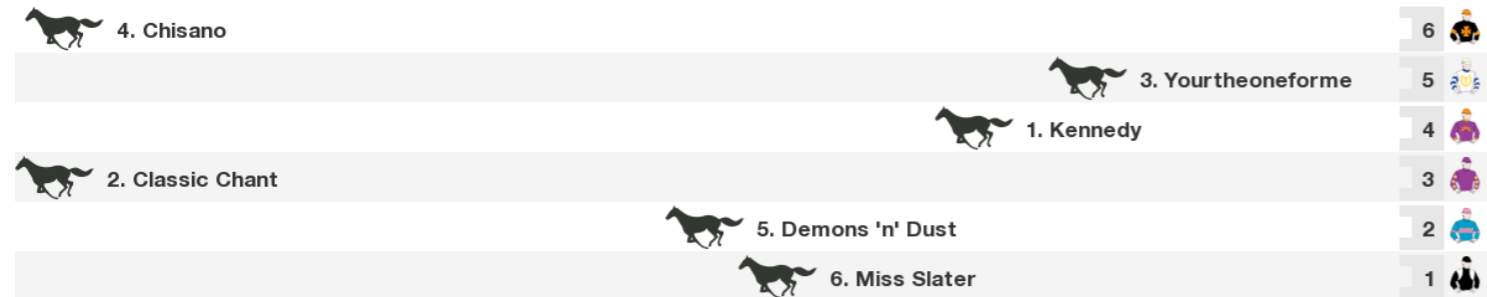 4. Chisano 6
3. Yourtheoneforme 5
1. Kennedy 4
2. Classic Chant 3
5. Demons 'n' Dust 2
6. Miss Slater 1